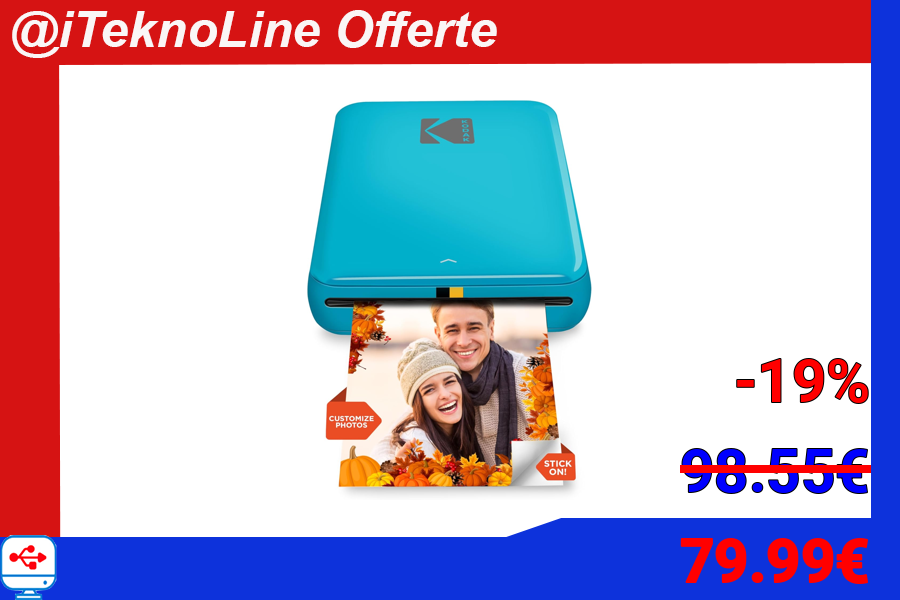 @iTeknoLine Offerte
KODAK
CUSTOMIZE
PHOTOS
STICK
ON!
-19%
98.55€
79.99€